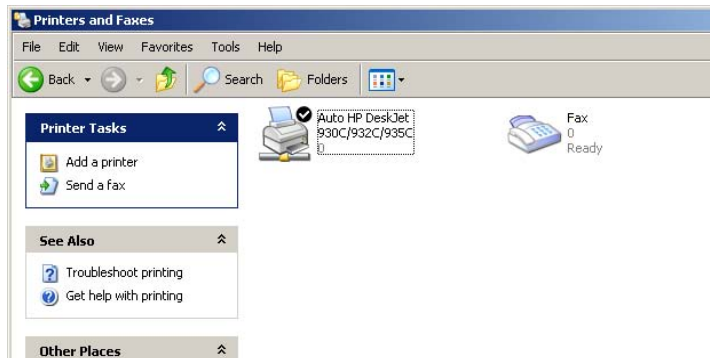 Printers and Faxes
File Edit View Favorites Tools Help
Back Search Folders
Printer Tasks
Add a printer
Send a fax
See Also
Troubleshoot printing
Get help with printing
Other Places
Auto HP DeskJet
930C/932C/935C
0
Fax
0
Ready